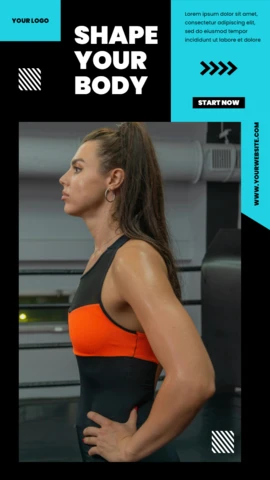 YOUR LOGO
SHAPE
YOUR
BODY
Lorem ipsum dolor sit amet,
consectetur adipiscing elit,
sed do eiusmod tempor
incididunt ut labore et dolore
START NOW
WWW.YOURWEBSITE.COM